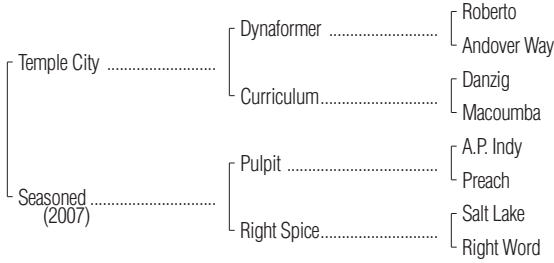 Roberto
Dynaformer ....................
Andover Way
Temple City ....................
Danzig
Curriculum ....................
Macoumba
A.P. Indy
Pulpit ....................
Preach
Seasoned ....................
(2007)
Salt Lake
Right Spice ....................
Right Word